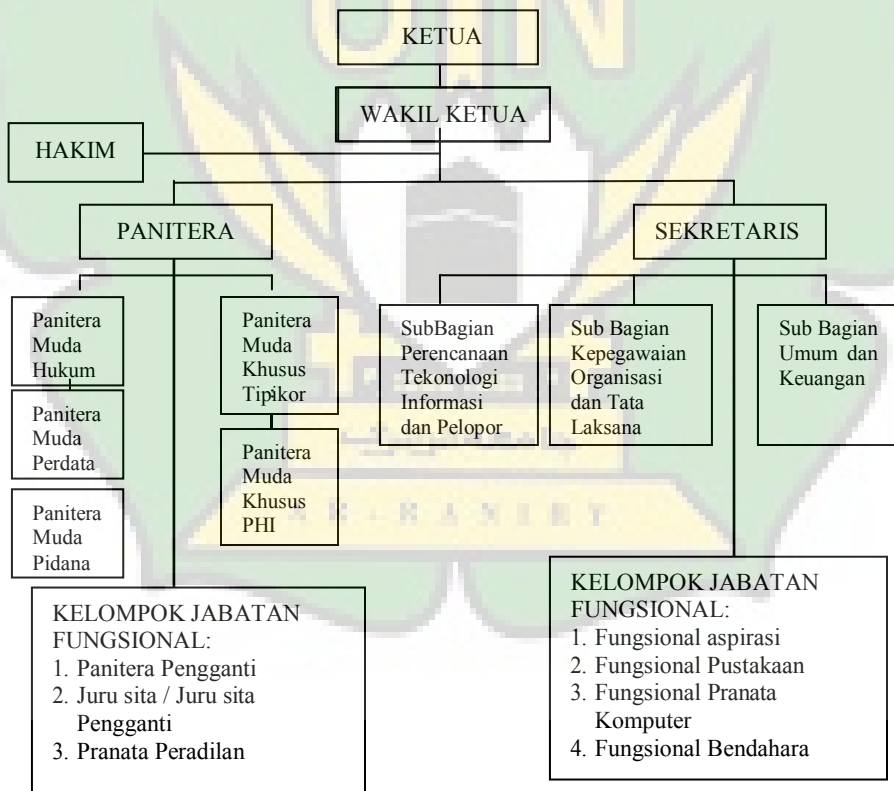 KETUA
WAKIL KETUA
HAKIM
PANITERA
SEKRETARIS
Panitera
Muda
Hukum
Panitera
Muda
Perdata
Panitera
Muda
Pidana
Panitera
Muda
Khusus
Tipikor
Panitera
Muda
Khusus
PHI
SubBagian
Perencanaan
Tekonologi
Informasi
dan Pelopor
Sub Bagian
Kepegawaian
Organisasi
dan Tata
Laksana
Sub Bagian
Umum dan
Keuangan
KELOMPOK JABATAN
FUNGSIONAL:
1. Panitera Pengganti
2. Juru sita / Juru sita
Pengganti
3. Pranata Peradilan
KELOMPOK JABATAN
FUNGSIONAL:
1. Fungsional aspirasi
2. Fungsional Pustakaan
3. Fungsional Pranata
Komputer
4. Fungsional Bendahara
UIN
AR-RANIRY